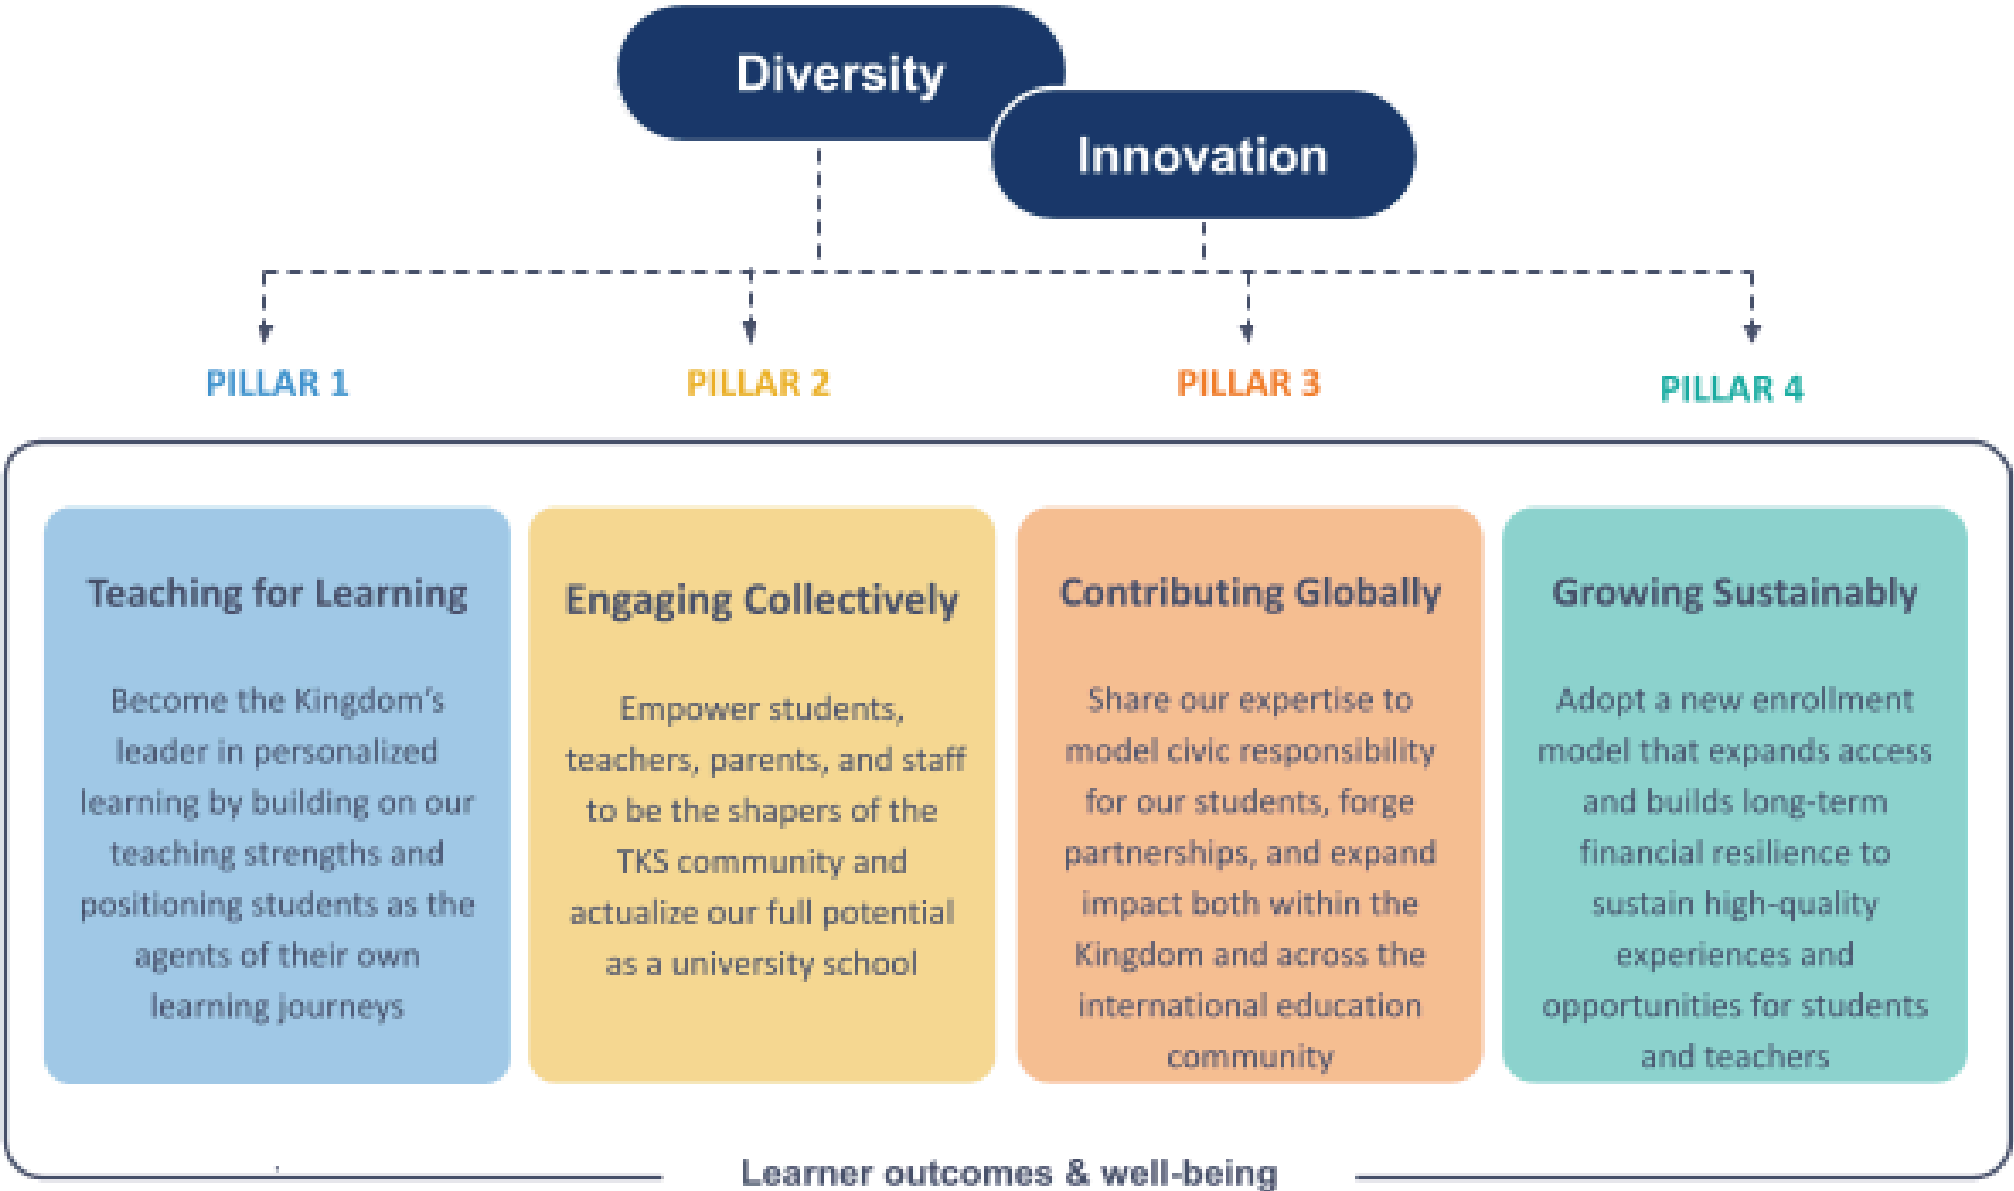 Diversity
Innovation
PILLAR 1
PILLAR 2
PILLAR 3
PILLAR 4
Teaching for Learning
Become the Kingdom's
leader in personalized
learning by building on our
teaching strengths and
positioning students as the
agents of their own
learning journeys
Engaging Collectively
Empower students,
teachers, parents, and staff
to be the shapers of the
TKS community and
actualize our full potential
as a university school
Contributing Globally
Share our expertise to
model civic responsibility
for our students, forge
partnerships, and expand
impact both within the
Kingdom and across the
international education
community
Growing Sustainably
Adopt a new enrollment
model that expands access
and builds long-term
financial resilience to
sustain high-quality
experiences and
opportunities for students
and teachers
Learner outcomes & well-being